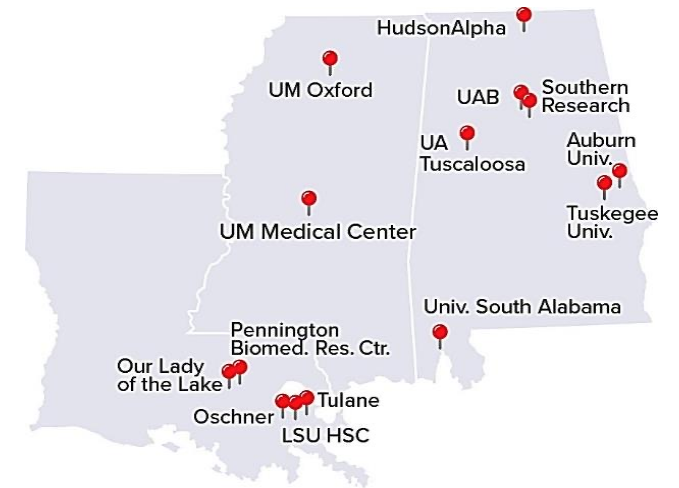 HudsonAlpha
UM Oxford
UAB
Southern
Research
UA
Tuscaloosa
Auburn
Univ.
Tuskegee
Univ.
UM Medical Center
Univ. South Alabama
Pennington
Biomed. Res. Ctr.
Our Lady
of the Lake
Tulane
Oschner
LSU HSC